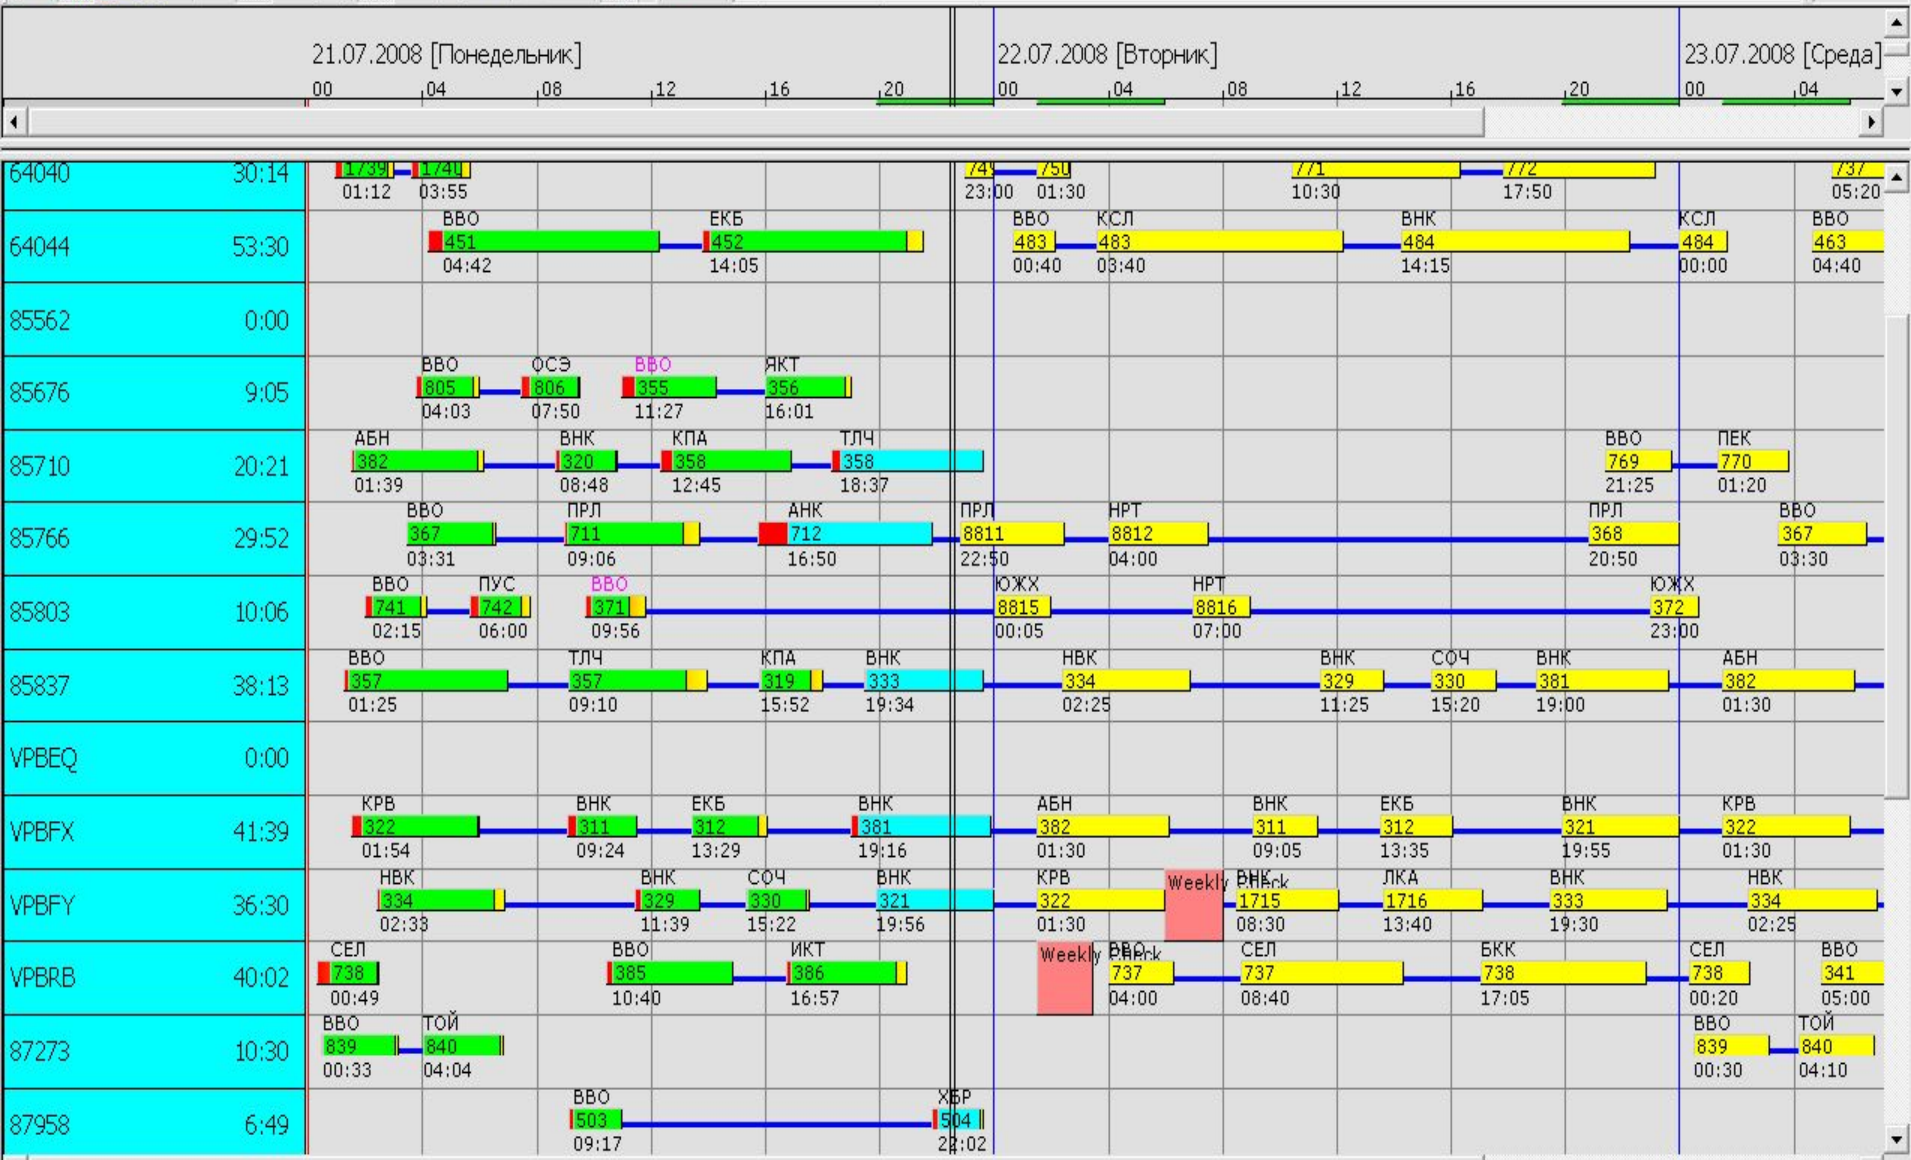 21.07.2008 [Понедельник] 22.07.2008 [Вторник] 23.07.2008 [Среда]
00 04 08 12 16 20 00 04 08 12 16 20 00 04
64040 30:14 1739 1740 749 750 771 772 737
01:12 03:55 23:00 01:30 10:30 17:50 05:20
ВВО ЕКБ ВВО КСЛ ВНК КСЛ ВВО
64044 53:30 451 452 483 483 484 484 463
04:42 14:05 00:40 03:40 14:15 00:00 04:40
85562 0:00
ВВО ОСЭ ВВО ЯКТ
85676 9:05 805 806 355 356
04:03 07:50 11:27 16:01
АБН ВНК КПА ТЛЧ ВВО ПЕК
85710 20:21 382 320 358 358 769 770
01:39 08:48 12:45 18:37 21:25 01:20
ВВО ПРЛ АНК ПРЛ НРТ ПРЛ ВВО
85766 29:52 367 711 712 8811 8812 368 367
03:31 09:06 16:50 22:50 04:00 20:50 03:30
ВВО ПУС ВВО ЮЖХ НРТ ЮЖХ
85803 10:06 741 742 371 8815 8816 372
02:15 06:00 09:56 00:05 07:00 23:00
ВВО ТЛЧ КПА ВНК НВК ВНК СОЧ ВНК АБН
85837 38:13 357 357 319 333 334 329 330 381 382
01:25 09:10 15:52 19:34 02:25 11:25 15:20 19:00 01:30
VPBEQ 0:00
КРВ ВНК ЕКБ ВНК АБН ВНК ЕКБ ВНК КРВ
VPBFX 41:39 322 311 312 381 382 311 312 321 322
01:54 09:24 13:29 19:16 01:30 09:05 13:35 19:55 01:30
НВК ВНК СОЧ ВНК КРВ Weekly Check ВНК ЛКА ВНК НВК
VPBFY 36:30 334 329 330 321 322 1715 1716 333 334
02:33 11:39 15:22 19:56 01:30 08:30 13:40 19:30 02:25
СЕЛ ВВО ИКТ Weekly Check ВВО СЕЛ БКК СЕЛ ВВО
VPBRB 40:02 738 385 386 737 737 738 738 341
00:49 10:40 16:57 04:00 08:40 17:05 00:20 05:00
ВВО ТОЙ ВВО ТОЙ
87273 10:30 839 840 839 840
00:33 04:04 00:30 04:10
ВВО ХБР
87958 6:49 503 504
09:17 22:02